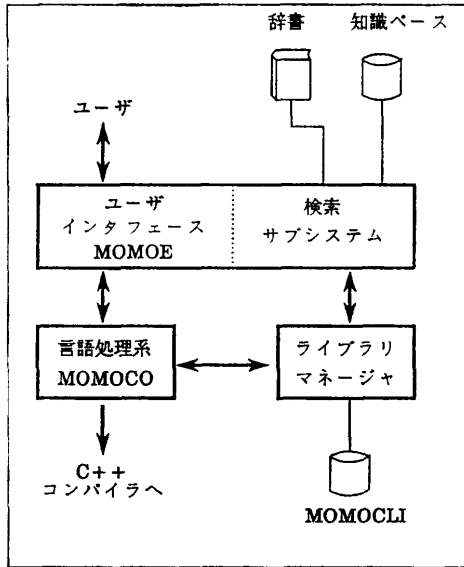 辞書
知識ベース
ユーザ
ユーザ
インタフェース
MOMOE
検索
サブシステム
言語処理系
MOMOCO
ライブラリ
マネージャ
C++
コンパイラへ
MOMOCLI